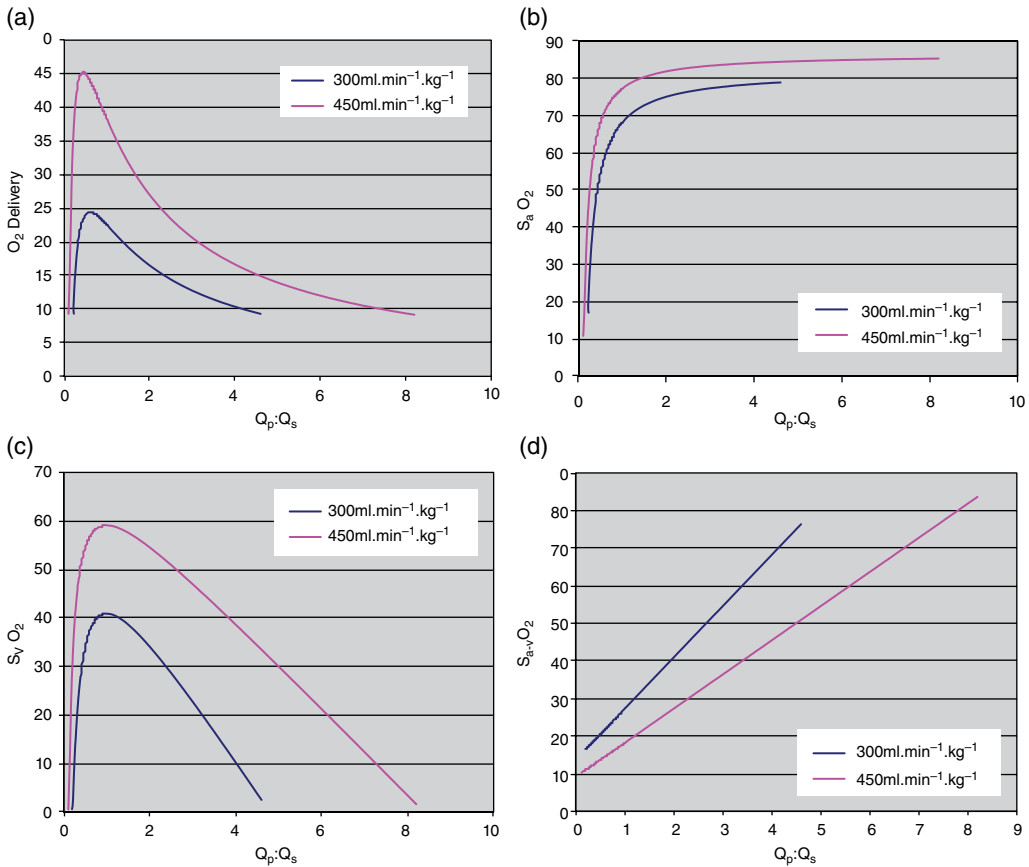 (a)
0
45
40
35
30
25
20
15
10
5
0
O₂ Delivery
0 2 4 6 8 10
Qₚ:Qₛ
300ml.min⁻¹.kg⁻¹
450ml.min⁻¹.kg⁻¹
(b)
90
80
70
60
50
40
30
20
10
0
Sₐ O₂
0 2 4 6 8 10
Qₚ:Qₛ
300ml.min⁻¹.kg⁻¹
450ml.min⁻¹.kg⁻¹
(c)
70
60
50
40
30
20
10
0
Sᵥ O₂
0 2 4 6 8 10
Qₚ:Qₛ
300ml.min⁻¹.kg⁻¹
450ml.min⁻¹.kg⁻¹
(d)
0
80
70
60
50
40
30
20
10
0
Sₐ₋ᵥO₂
0 1 2 3 4 5 6 7 8 9
Qₚ:Qₛ
300ml.min⁻¹.kg⁻¹
450ml.min⁻¹.kg⁻¹